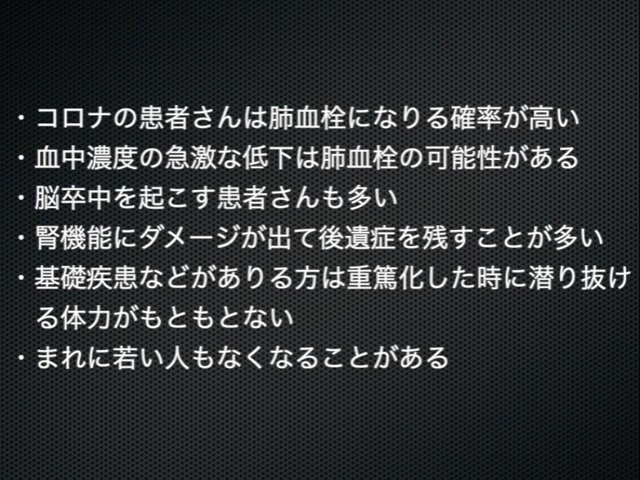 ・コロナの患者さんは肺血栓になりる確率が高い
・血中濃度の急激な低下は肺血栓の可能性がある
・脳卒中を起こす患者さんも多い
・腎機能にダメージが出て後遺症を残すことが多い
・基礎疾患などがありる方は重篤化した時に潜り抜け
る体力がもともとない
・まれに若い人もなくなることがある